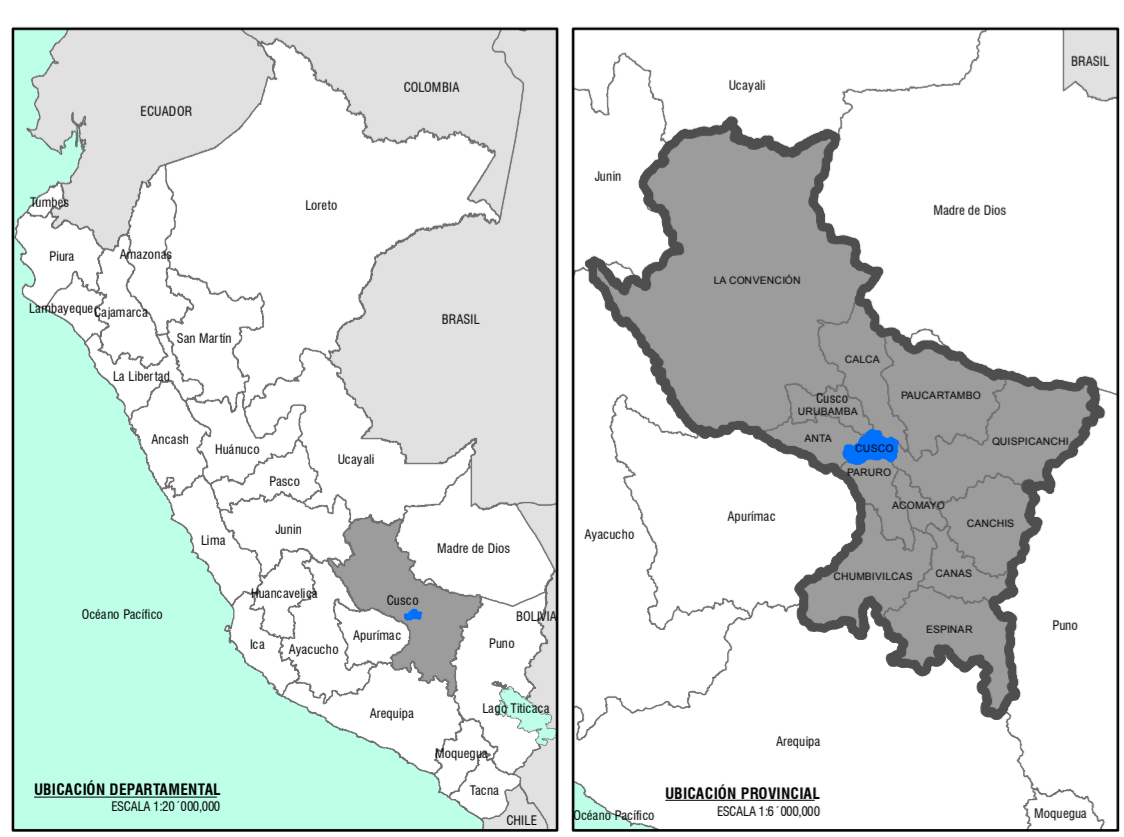 COLOMBIA
ECUADOR
Tumbes
Loreto
Piura
Amazonas
Lambayeque
Cajamarca
BRASIL
San Martín
La Libertad
Ancash
Huánuco
Ucayali
Pasco
Junin
Lima
Madre de Dios
Huancavelica
Cusco
Océano Pacífico
BOLIVIA
Apurímac
Ica
Ayacucho
Puno
Lago Titicaca
Arequipa
Moquegua
Tacna
UBICACIÓN DEPARTAMENTAL
ESCALA 1:20´000,000
CHILE
BRASIL
Ucayali
Junin
Madre de Dios
LA CONVENCIÓN
CALCA
PAUCARTAMBO
Cusco
URUBAMBA
ANTA
QUISPICANCHI
CUSCO
PARURO
ACOMAYO
Apurímac
CANCHIS
Ayacucho
CHUMBIVILCAS
CANAS
ESPINAR
Puno
Arequipa
UBICACIÓN PROVINCIAL
ESCALA 1:6´000,000
Océano Pacífico
Moquegua